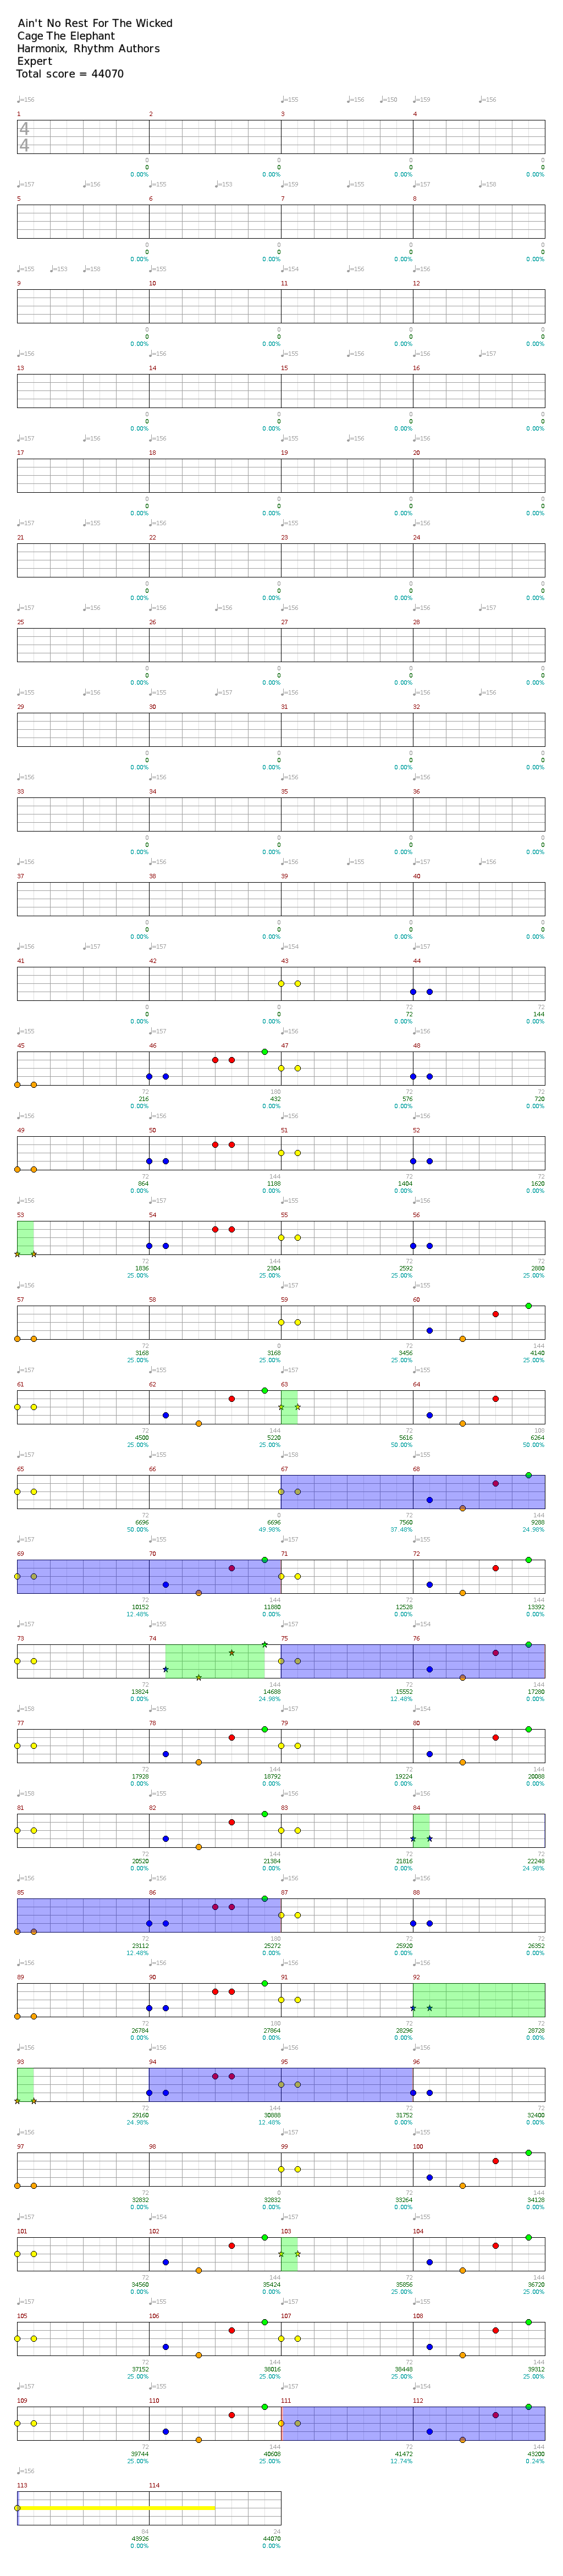 Ain't No Rest For The Wicked
Cage The Elephant
Harmonix, Rhythm Authors
Expert
Total score = 44070
♩=156 ♩=155 ♩=156 ♩=150 ♩=159 ♩=156
1 2 3 4
4
4
0 0 0 0
0 0 0 0
0.00% 0.00% 0.00% 0.00%
♩=157 ♩=156 ♩=155 ♩=153 ♩=159 ♩=155 ♩=157 ♩=158
5 6 7 8
0 0 0 0
0 0 0 0
0.00% 0.00% 0.00% 0.00%
♩=155 ♩=153 ♩=158 ♩=155 ♩=154 ♩=156 ♩=156
9 10 11 12
0 0 0 0
0 0 0 0
0.00% 0.00% 0.00% 0.00%
♩=156 ♩=156 ♩=155 ♩=156 ♩=156 ♩=157
13 14 15 16
0 0 0 0
0 0 0 0
0.00% 0.00% 0.00% 0.00%
♩=157 ♩=156 ♩=156 ♩=155 ♩=156 ♩=156
17 18 19 20
0 0 0 0
0 0 0 0
0.00% 0.00% 0.00% 0.00%
♩=157 ♩=155 ♩=156 ♩=155
21 22 23 24
0 0 0 0
0 0 0 0
0.00% 0.00% 0.00% 0.00%
♩=157 ♩=156 ♩=156 ♩=156 ♩=156 ♩=156 ♩=157
25 26 27 28
0 0 0 0
0 0 0 0
0.00% 0.00% 0.00% 0.00%
♩=155 ♩=156 ♩=155 ♩=157 ♩=156 ♩=156 ♩=156
29 30 31 32
0 0 0 0
0 0 0 0
0.00% 0.00% 0.00% 0.00%
♩=156 ♩=156
33 34 35 36
0 0 0 0
0 0 0 0
0.00% 0.00% 0.00% 0.00%
♩=156 ♩=156 ♩=156 ♩=155 ♩=157 ♩=156
37 38 39 40
0 0 0 0
0 0 0 0
0.00% 0.00% 0.00% 0.00%
♩=156 ♩=157 ♩=157 ♩=154 ♩=157
41 42 43 44
0 0 72 72
0 0 72 144
0.00% 0.00% 0.00% 0.00%
♩=155 ♩=157 ♩=156 ♩=156
45 46 47 48
72 180 72 72
216 432 576 720
0.00% 0.00% 0.00% 0.00%
♩=156 ♩=156 ♩=156 ♩=156
49 50 51 52
72 144 72 72
864 1188 1404 1620
0.00% 0.00% 0.00% 0.00%
♩=156 ♩=157 ♩=155 ♩=156
53 54 55 56
72 144 72 72
1836 2304 2592 2880
25.00% 25.00% 25.00% 25.00%
♩=156 ♩=157 ♩=155
57 58 59 60
72 0 72 144
3168 3168 3456 4140
25.00% 25.00% 25.00% 25.00%
♩=157 ♩=155 ♩=157 ♩=155
61 62 63 64
72 144 72 108
4500 5220 5616 6264
25.00% 25.00% 50.00% 50.00%
♩=157 ♩=155 ♩=158 ♩=155
65 66 67 68
72 0 72 144
6696 6696 7560 9288
50.00% 49.98% 37.48% 24.98%
♩=157 ♩=155 ♩=157 ♩=155
69 70 71 72
72 144 72 144
10152 11880 12528 13392
12.48% 0.00% 0.00% 0.00%
♩=157 ♩=155 ♩=157 ♩=154
73 74 75 76
72 144 72 144
13824 14688 15552 17280
0.00% 24.98% 12.48% 0.00%
♩=158 ♩=155 ♩=157 ♩=154
77 78 79 80
72 144 72 144
17928 18792 19224 20088
0.00% 0.00% 0.00% 0.00%
♩=158 ♩=155 ♩=156 ♩=156
81 82 83 84
72 144 72 72
20520 21384 21816 22248
0.00% 0.00% 0.00% 24.98%
♩=156 ♩=156 ♩=156 ♩=156
85 86 87 88
72 180 72 72
23112 25272 25920 26352
12.48% 0.00% 0.00% 0.00%
♩=156 ♩=156 ♩=156 ♩=156
89 90 91 92
72 180 72 72
26784 27864 28296 28728
0.00% 0.00% 0.00% 0.00%
♩=156 ♩=156 ♩=156 ♩=156
93 94 95 96
72 144 72 72
29160 30888 31752 32400
24.98% 12.48% 0.00% 0.00%
♩=156 ♩=156 ♩=156
97 98 99 100
72 0 72 144
32832 32832 33264 34128
0.00% 0.00% 0.00% 0.00%
♩=157 ♩=154 ♩=157 ♩=155
101 102 103 104
72 144 72 144
34560 35424 35856 36720
0.00% 0.00% 25.00% 25.00%
♩=157 ♩=155 ♩=157 ♩=155
105 106 107 108
72 144 72 144
37152 38016 38448 39312
25.00% 25.00% 25.00% 25.00%
♩=157 ♩=155 ♩=157 ♩=154
109 110 111 112
72 144 72 144
39744 40608 41472 43200
25.00% 25.00% 12.74% 0.24%
♩=156
113 114
84 24
43926 44070
0.00% 0.00%